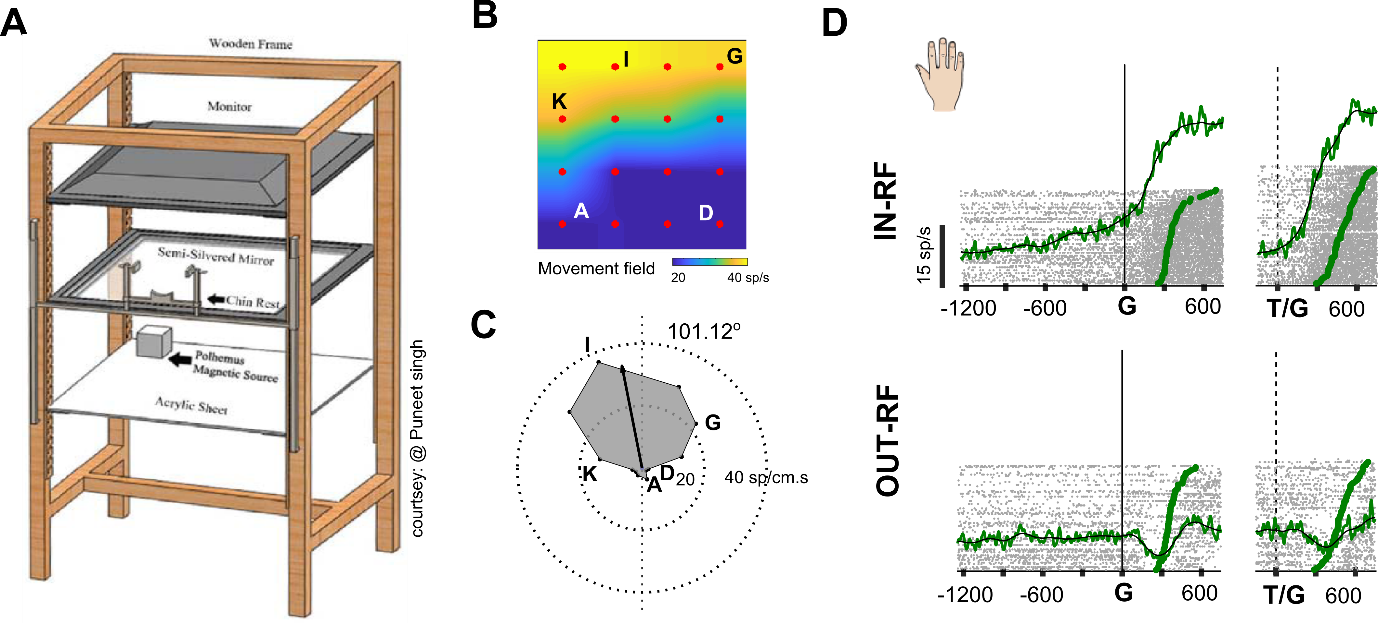 A
Wooden Frame
Monitor
Semi-Silvered Mirror
Chin Rest
Polhemus
Magnetic Source
Acrylic Sheet
courtsey: @ Puneet singh
B
I
G
K
A
D
Movement field
20
40 sp/s
C
101.12°
I
G
K
D
A
20
40 sp/cm.s
D
IN-RF
15 sp/s
-1200
-600
G
600
T/G
600
OUT-RF
-1200
-600
G
600
T/G
600